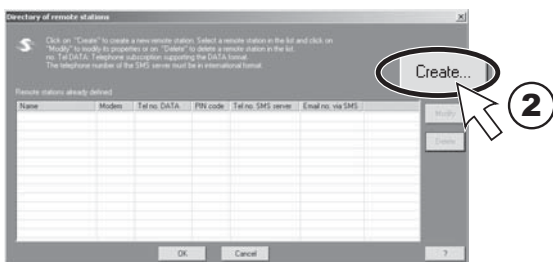 Directory of remote stations
Click on "Create" to create a new remote station. Select a remote station in the list and click on
"Modify" to modify its properties or on "Delete" to delete a remote station in the list.
no. Tel DATA: Telephone subscription supporting the DATA format.
The telephone number of the SMS server must be in international format.
Create...
2
Remote stations already defined
Name Modem Tel no. DATA PIN code Tel no. SMS server Email no. via SMS
Modify
Delete
OK Cancel ?